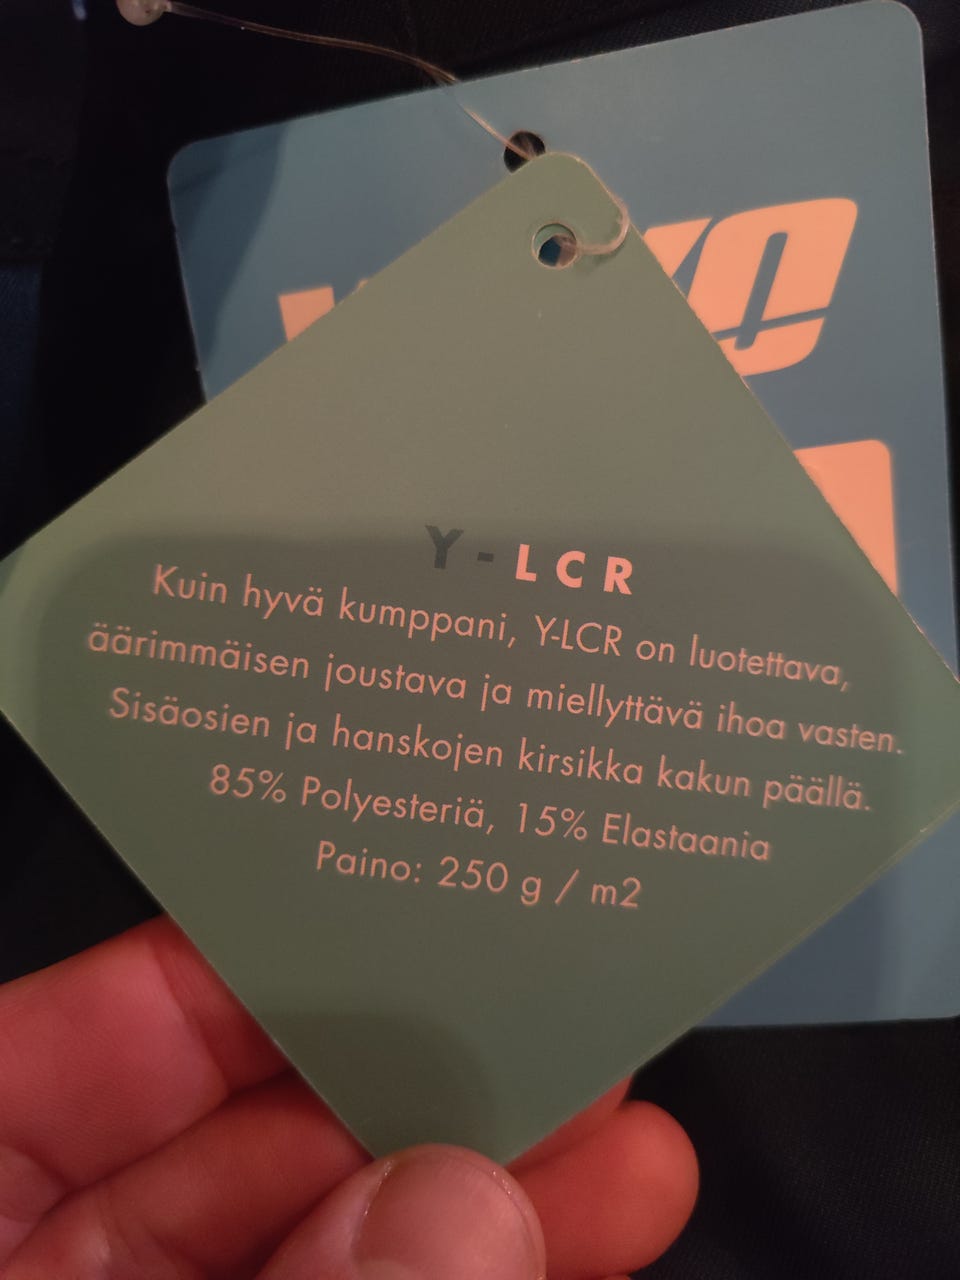 Y-LCR
Kuin hyvä kumppani, Y-LCR on luotettava,
äärimmäisen joustava ja miellyttävä ihoa vasten.
Sisäosien ja hanskojen kirsikka kakun päällä.
85% Polyesteriä, 15% Elastaania
Paino: 250 g / m2